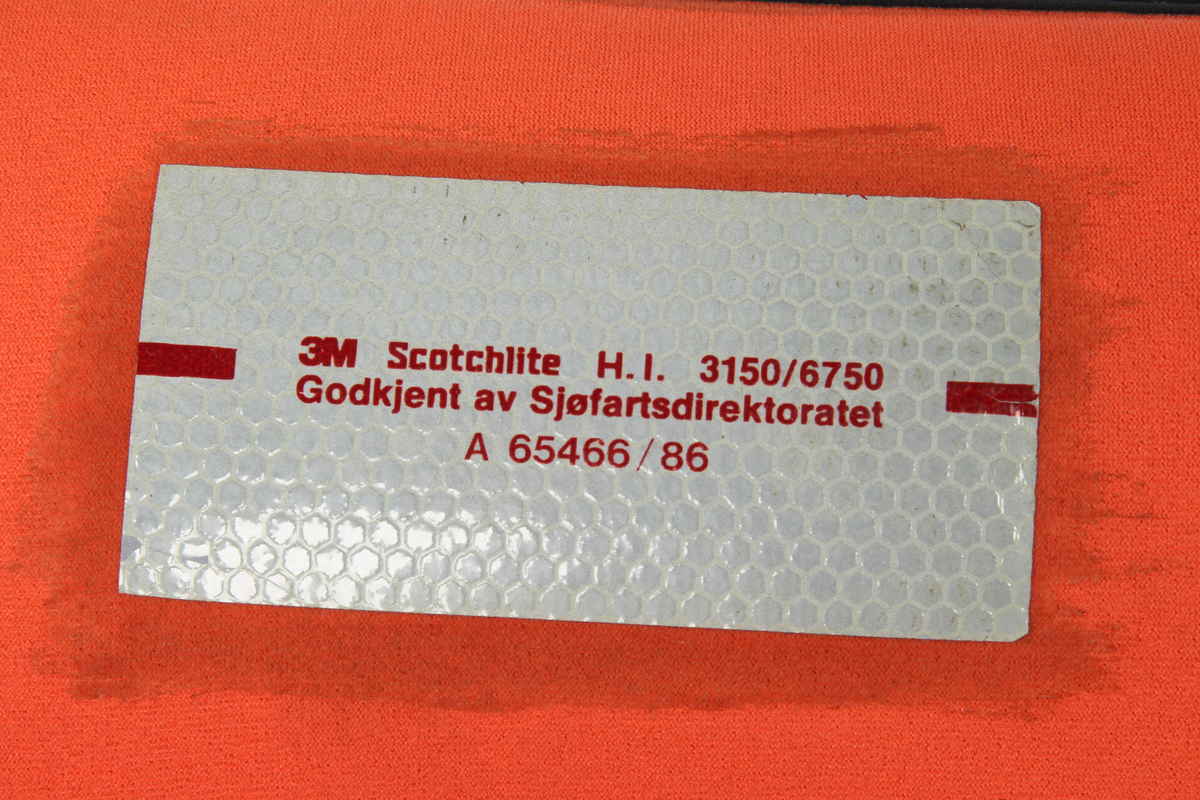 3M Scotchlite H.I. 3150/6750
Godkjent av Sjøfartsdirektoratet
A 65466/86